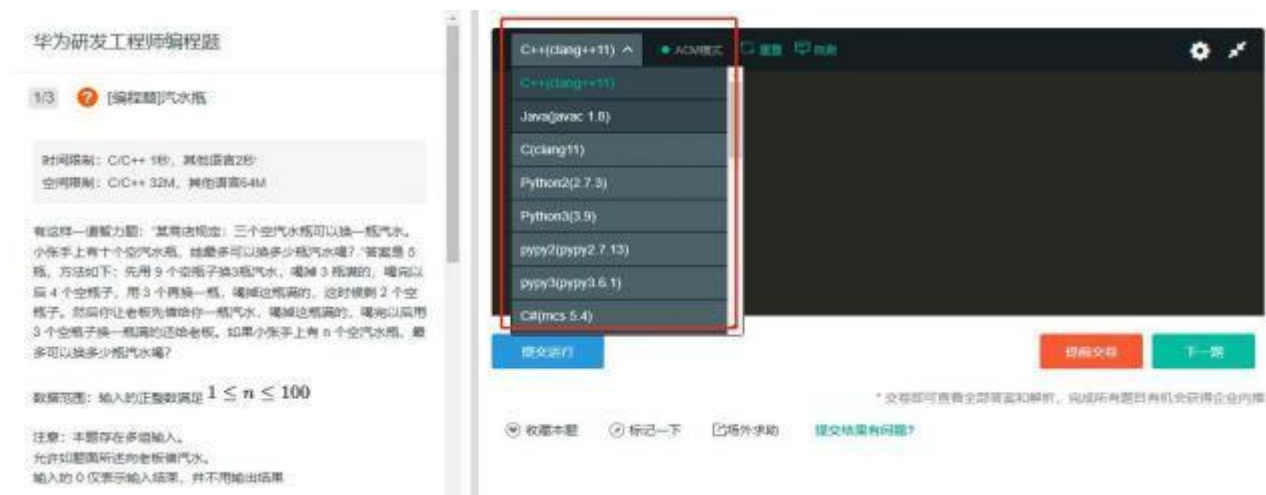 华为研发工程师编程题
1/3 [编程题]汽水瓶
时间限制：C/C++ 1秒，其他语言2秒
空间限制：C/C++ 32M，其他语言64M
有这样一道智力题：“某商店规定：三个空汽水瓶可以换一瓶汽水。
小张手上有十个空汽水瓶，她最多可以换多少瓶汽水喝？”答案是 5
瓶，方法如下：先用 9 个空瓶子换3瓶汽水，喝掉 3 瓶满的，喝完以
后 4 个空瓶子，用 3 个再换一瓶，喝掉这瓶满的，这时候剩 2 个空
瓶子。然后你让老板先借给你一瓶汽水，喝掉这瓶满的，喝完以后用
3 个空瓶子换一瓶满的还给老板。如果小张手上有 n 个空汽水瓶，最
多可以换多少瓶汽水喝？
数据范围：输入的正整数满足 1 ≤ n ≤ 100
注意：本题存在多组输入。
允许如题面所述向老板借汽水。
输入的 0 仅表示输入结束，并不用输出结果
C++(clang++11) ACM模式 重置
C++(clang++11)
Java(javac 1.8)
C(clang11)
Python2(2.7.3)
Python3(3.9)
pypy2(pypy2.7.13)
pypy3(pypy3.6.1)
C#(mcs 5.4)
提交运行 提前交卷 下一题
* 交卷即可查看全部答案和解析，完成所有题目有机会获得企业内推
收藏本题 标记一下 场外求助 提交结果有问题?